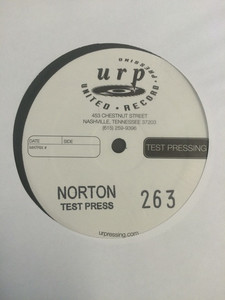 PRESSING
urp
UNITED • RECORD •
453 CHESTNUT STREET
NASHVILLE, TENNESSEE 37203
(615) 259-9396
DATE SIDE
MATRIX #
TEST PRESSING
NORTON 263
TEST PRESS
urpressing.com